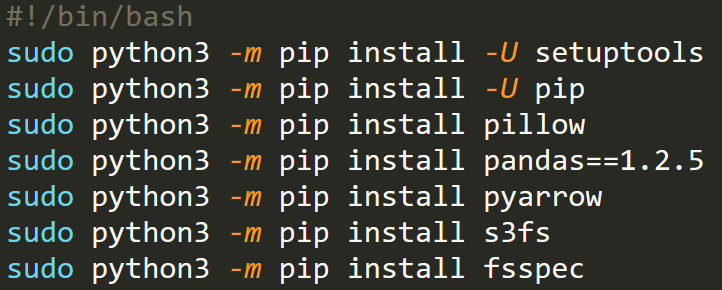 #!/bin/bash
sudo python3 -m pip install -U setuptools
sudo python3 -m pip install -U pip
sudo python3 -m pip install pillow
sudo python3 -m pip install pandas==1.2.5
sudo python3 -m pip install pyarrow
sudo python3 -m pip install s3fs
sudo python3 -m pip install fsspec